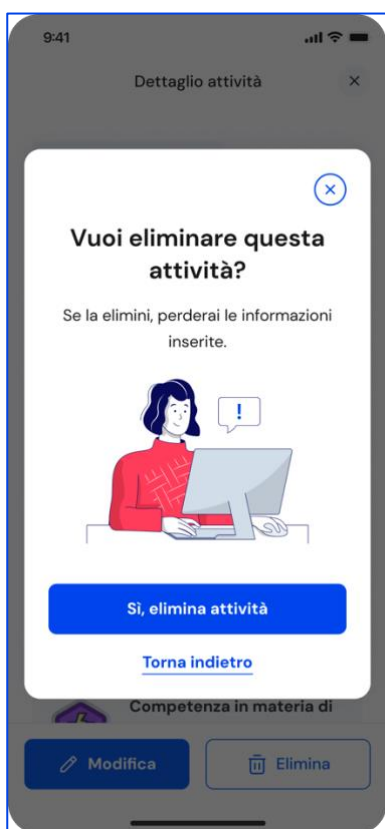 9:41
Dettaglio attività
Vuoi eliminare questa
attività?
Se la elimini, perderai le informazioni
inserite.
!
Sì, elimina attività
Torna indietro
Competenza in materia di
Modifica
Elimina